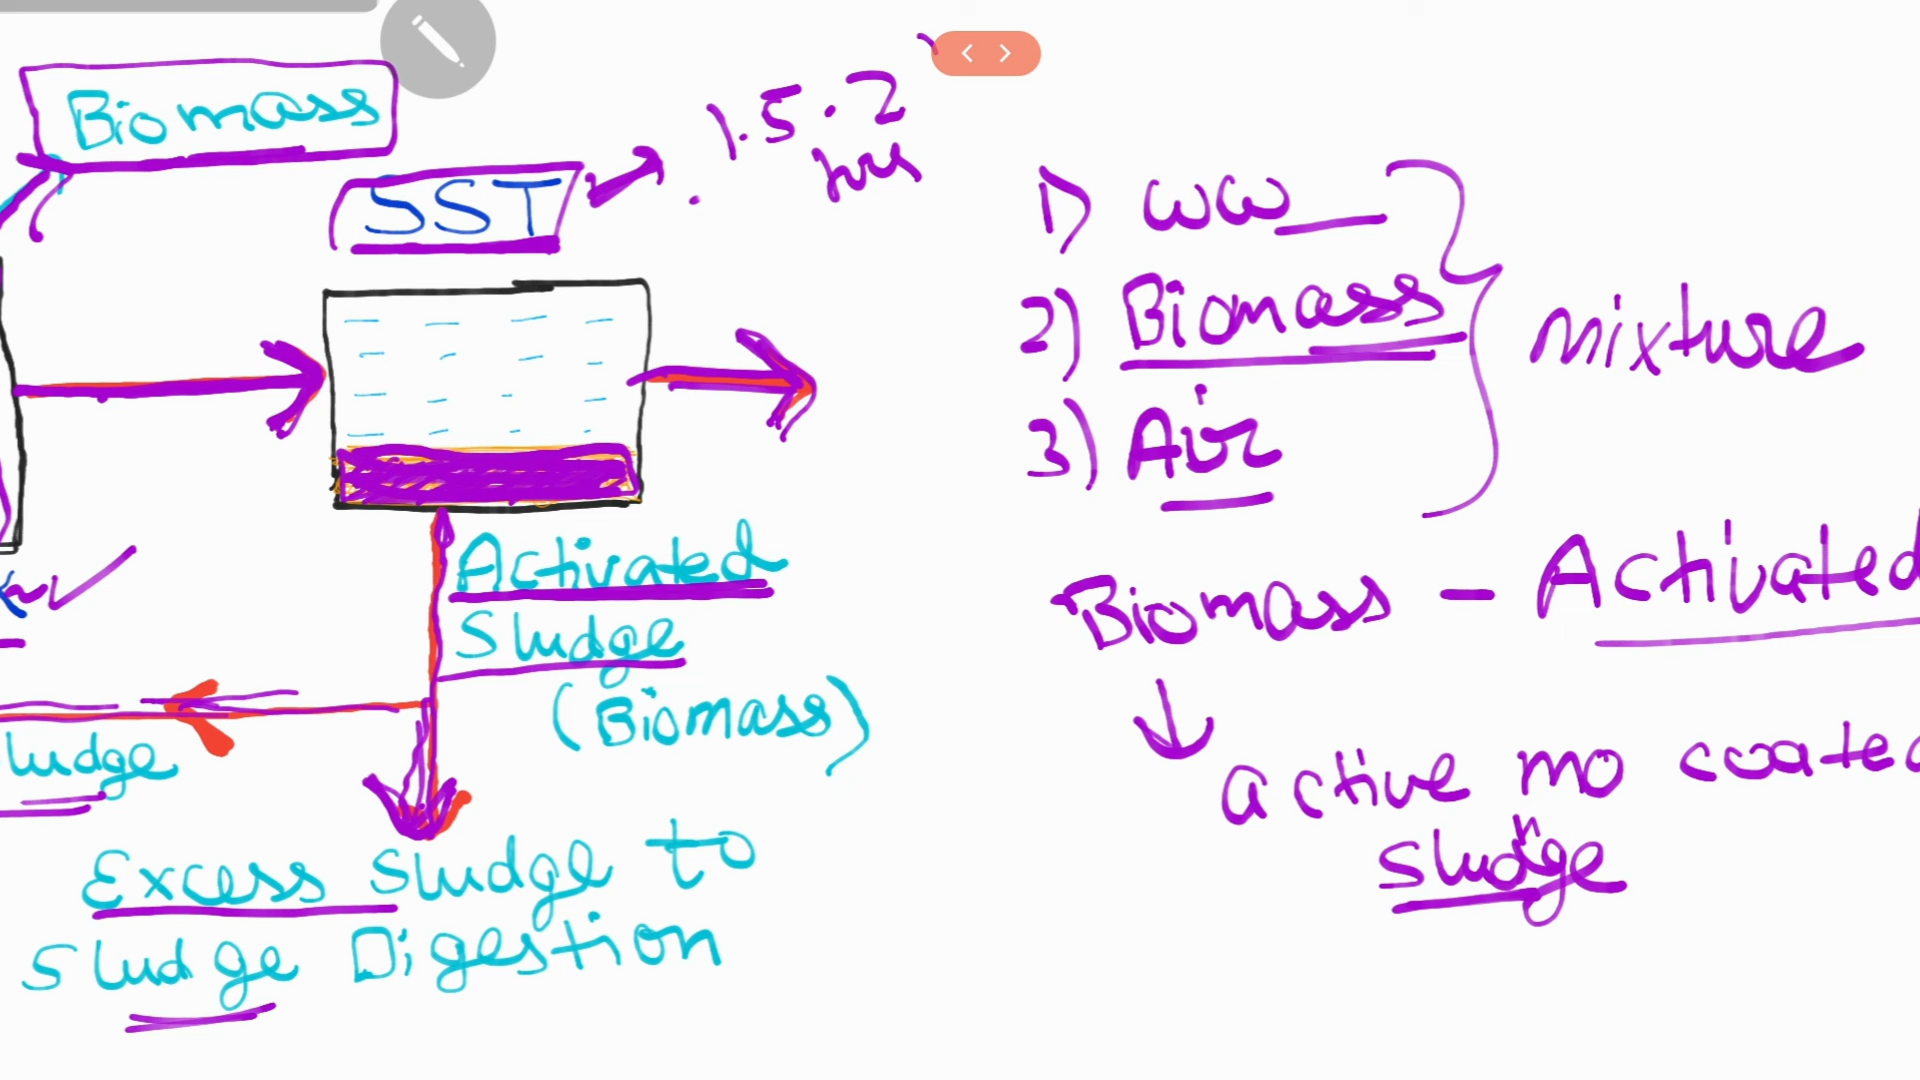 Biomass
SST
1.5.2
hrs
Activated
Sludge
(Biomass)
ludge
Excess Sludge to
Sludge Digestion
1) WW
2) Biomass
3) Air
Mixture
Biomass - Activated
active mo coated
sludge